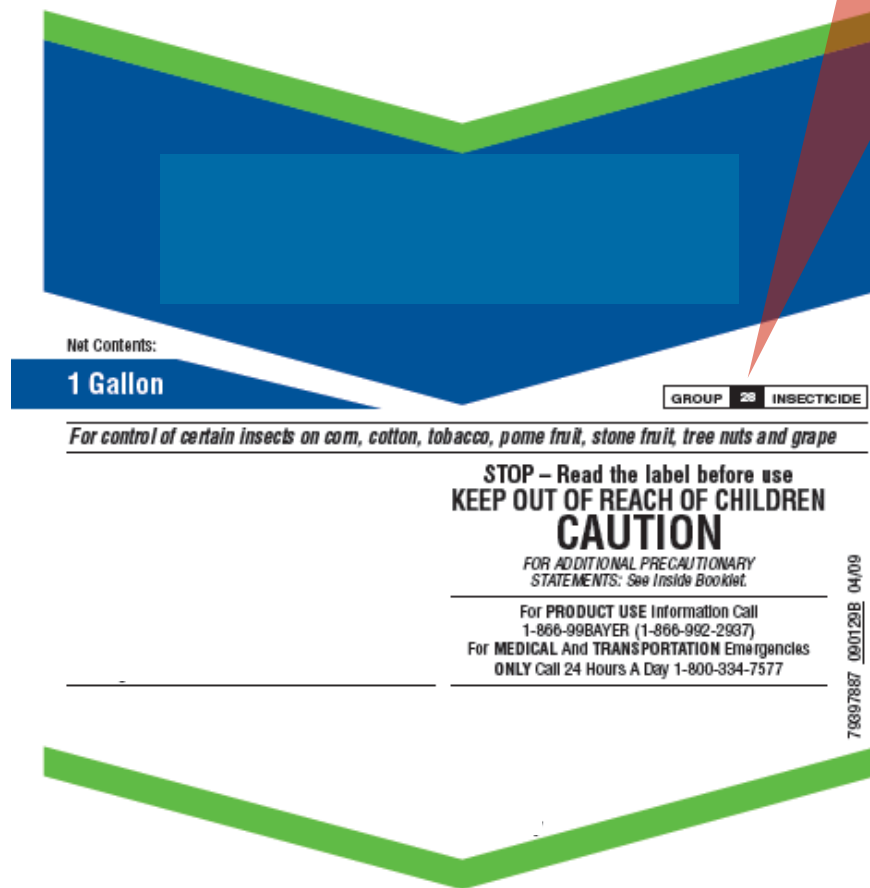 Net Contents:
1 Gallon
GROUP 28 INSECTICIDE
For control of certain insects on corn, cotton, tobacco, pome fruit, stone fruit, tree nuts and grape
STOP – Read the label before use
KEEP OUT OF REACH OF CHILDREN
CAUTION
FOR ADDITIONAL PRECAUTIONARY
STATEMENTS: See Inside Booklet.
For PRODUCT USE Information Call
1-866-99BAYER (1-866-992-2937)
For MEDICAL And TRANSPORTATION Emergencies
ONLY Call 24 Hours A Day 1-800-334-7577
79397887 090129B 04/09